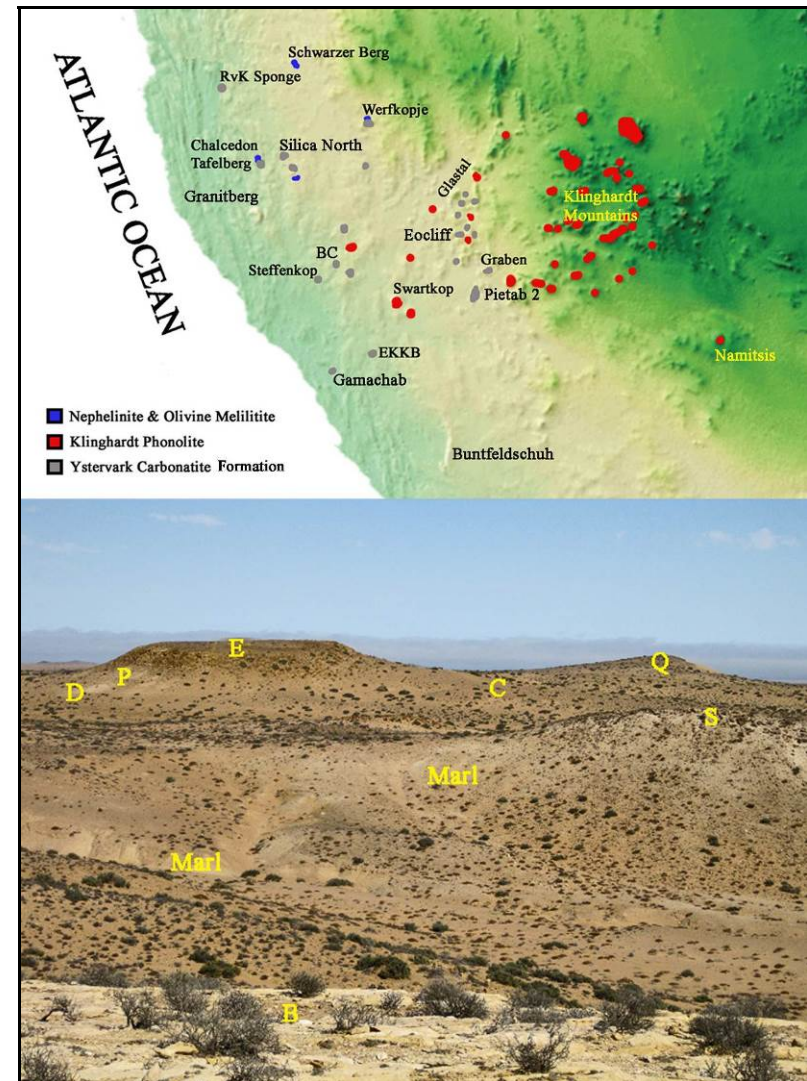 Schwarzer Berg
RvK Sponge
Werfkopje
ATLANTIC OCEAN
Chalcedon
Tafelberg
Silica North
Granitberg
Glastal
Klinghardt
Mountains
Eocliff
BC
Graben
Steffenkop
Swartkop
Pietab 2
EKKB
Namitsis
Gamachab
Nephelinite & Olivine Melilitite
Klinghardt Phonolite
Ystervark Carbonatite Formation
Buntfeldschuh
E
Q
P
D
C
S
Marl
Marl
B